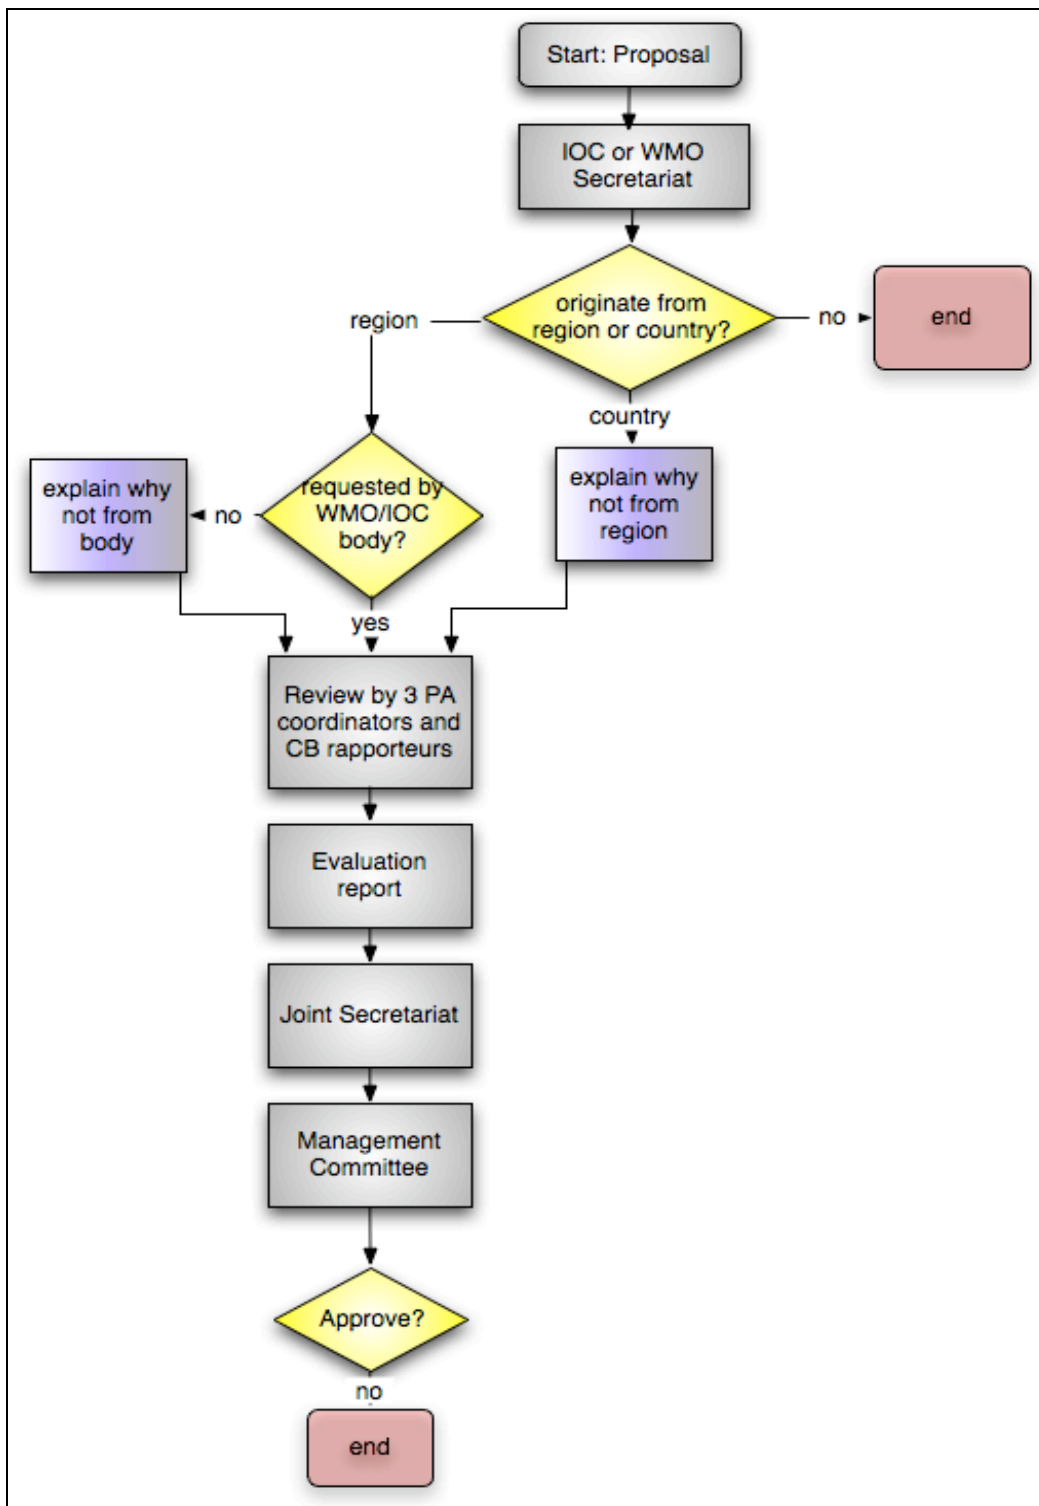 Start: Proposal
IOC or WMO
Secretariat
originate from
region or country?
no
end
region
country
requested by
WMO/IOC
body?
no
explain why
not from
body
explain why
not from
region
yes
Review by 3 PA
coordinators and
CB rapporteurs
Evaluation
report
Joint Secretariat
Management
Committee
Approve?
no
end